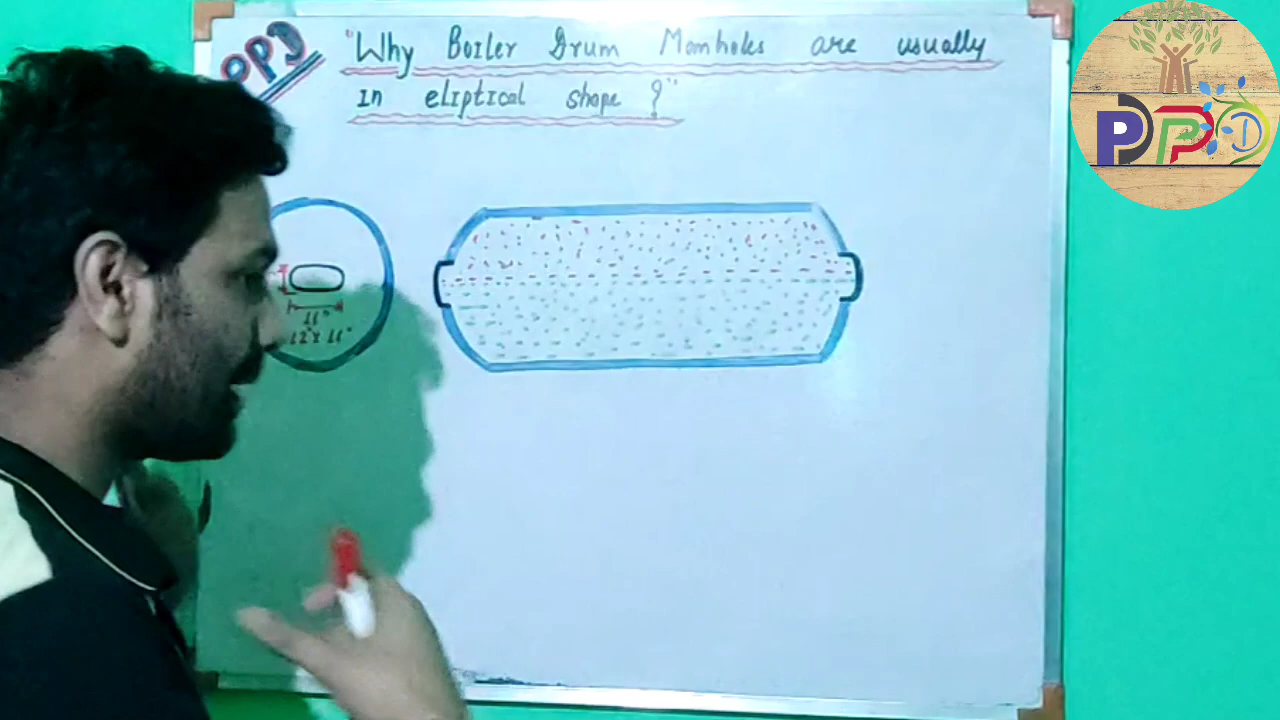 PPD
"Why Boiler Drum Manholes are usually
in eliptical shape ?"
11"
12"x 11"
PPD